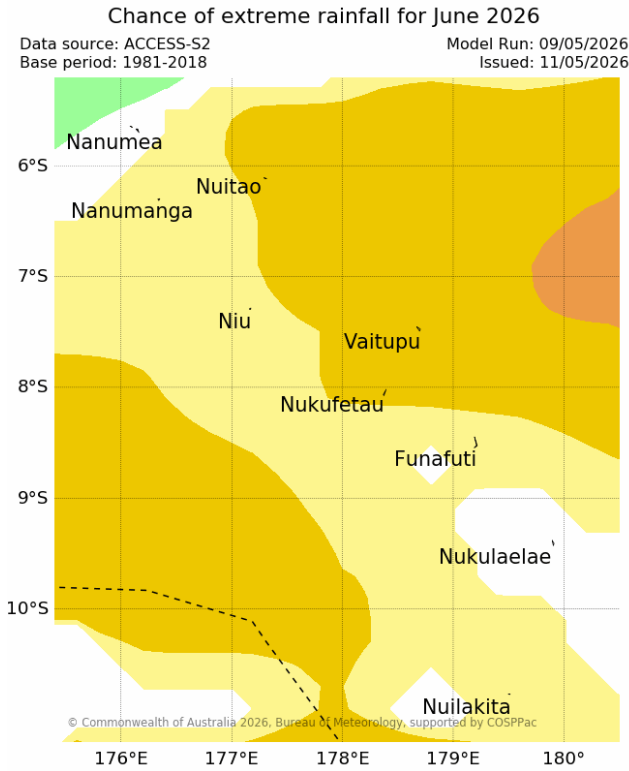 Chance of extreme rainfall for June 2026
Data source: ACCESS-S2
Model Run: 09/05/2026
Base period: 1981-2018
Issued: 11/05/2026
Nanumea
6°S
Nuitao
Nanumanga
7°S
Niu
Vaitupu
8°S
Nukufetau
Funafuti
9°S
Nukulaelae
10°S
Nuilakita
© Commonwealth of Australia 2026, Bureau of Meteorology, supported by COSPPac
176°E 177°E 178°E 179°E 180°